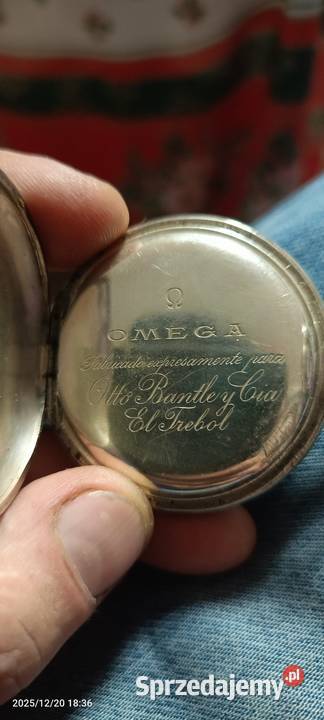 Ω
OMEGA
Fabricado expresamente para
Otto Bantle y Cia
El Trebol
2025/12/20 18:36
Sprzedajemy.pl